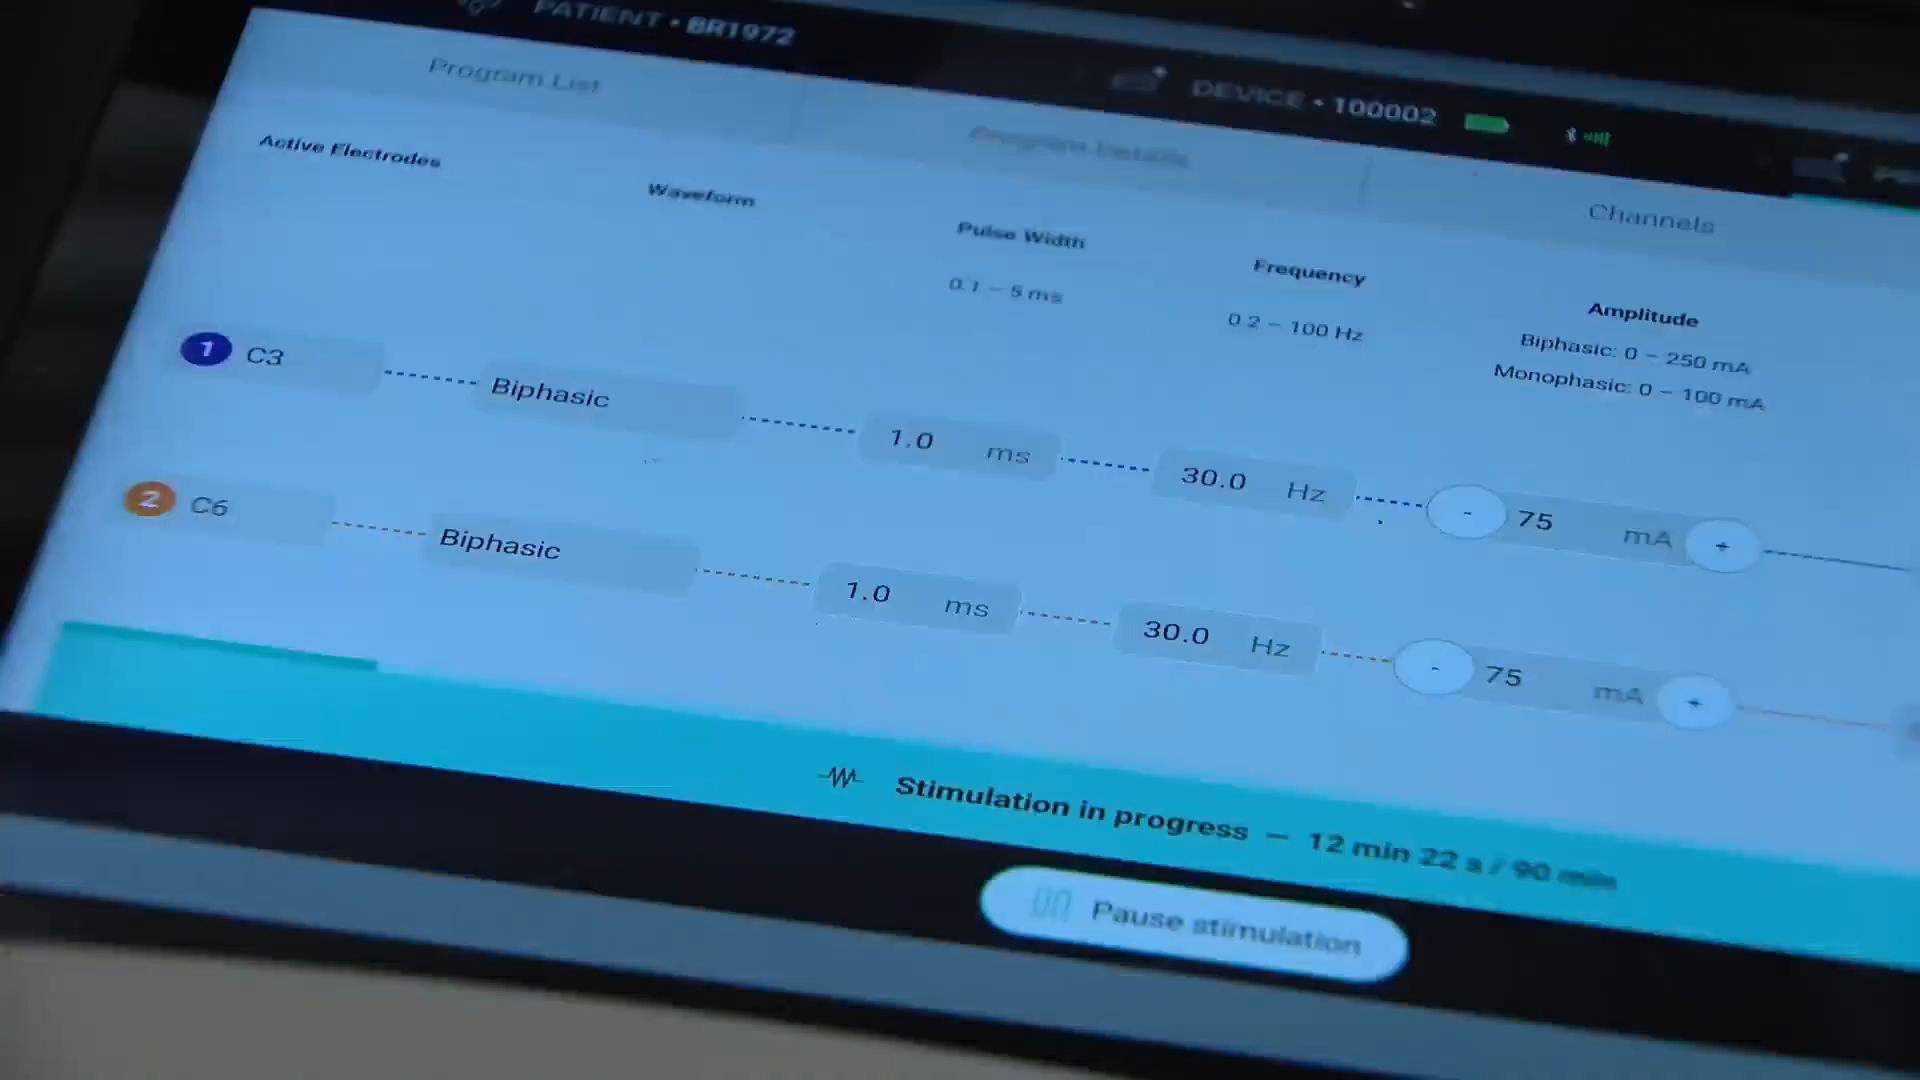 PATIENT • BR1972
DEVICE • 100002
Program List
Program Details
Channels
Active Electrodes
Waveform
Pulse Width
0.1 – 5 ms
Frequency
0.2 – 100 Hz
Amplitude
Biphasic: 0 – 250 mA
Monophasic: 0 – 100 mA
1 C3 Biphasic 1.0 ms 30.0 Hz - 75 mA +
2 C6 Biphasic 1.0 ms 30.0 Hz - 75 mA +
Stimulation in progress — 12 min 22 s / 90 min
Pause stimulation